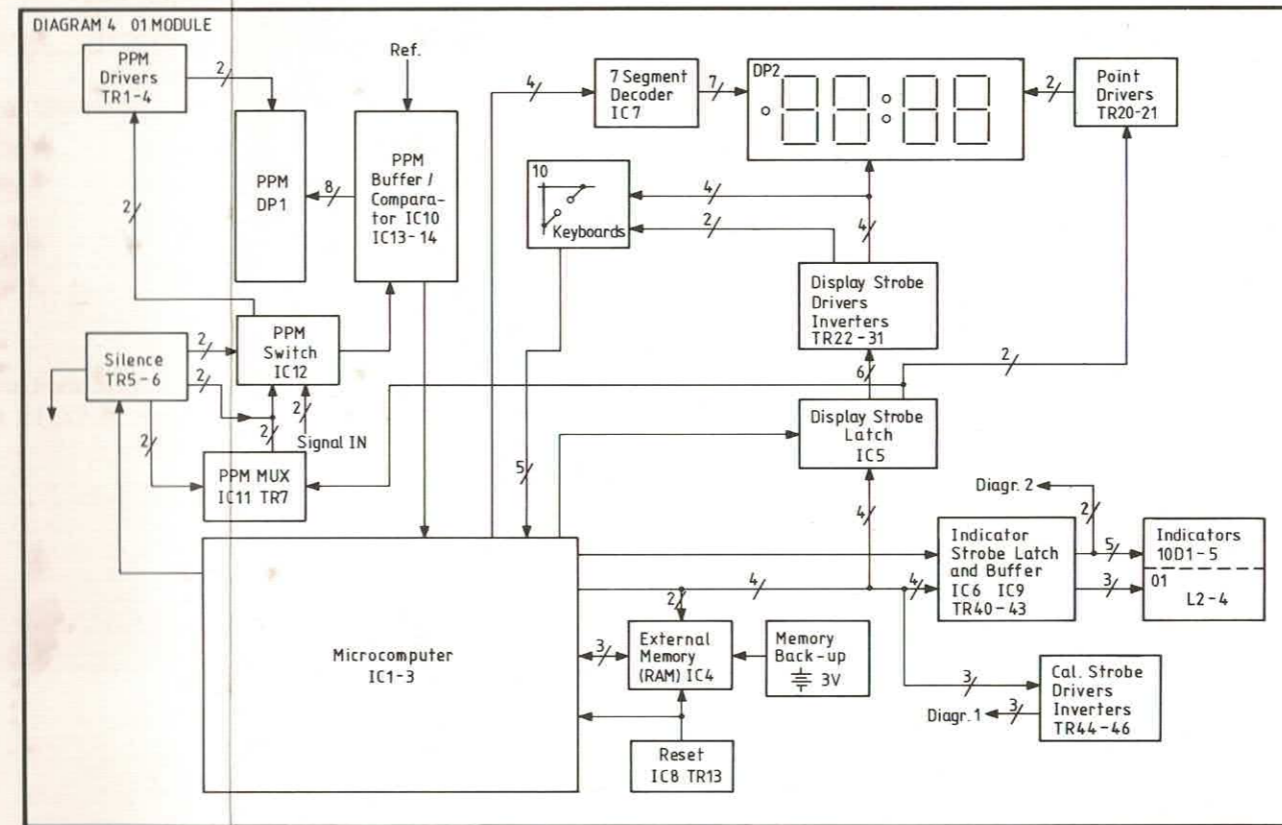 DIAGRAM 4 01 MODULE
PPM
Drivers
TR1-4
2
PPM
DP1
Ref.
8
PPM
Buffer /
Compara-
tor IC10
IC13-14
4
7 Segment
Decoder
IC7
7
DP2
88:88
2
Point
Drivers
TR20-21
10
Keyboards
4
2
4
2
Display Strobe
Drivers
Inverters
TR22-31
Silence
TR5-6
2
2
PPM
Switch
IC12
2
2
2
Signal IN
PPM MUX
IC11 TR7
5
6
2
Display Strobe
Latch
IC5
4
Diagr. 2
2
Microcomputer
IC1-3
4
2
3
External
Memory
(RAM) IC4
Memory
Back-up
3V
Reset
IC8 TR13
4
Indicator
Strobe Latch
and Buffer
IC6 IC9
TR40-43
5
3
Indicators
10D1-5
01
L2-4
3
Diagr. 1
3
Cal. Strobe
Drivers
Inverters
TR44-46